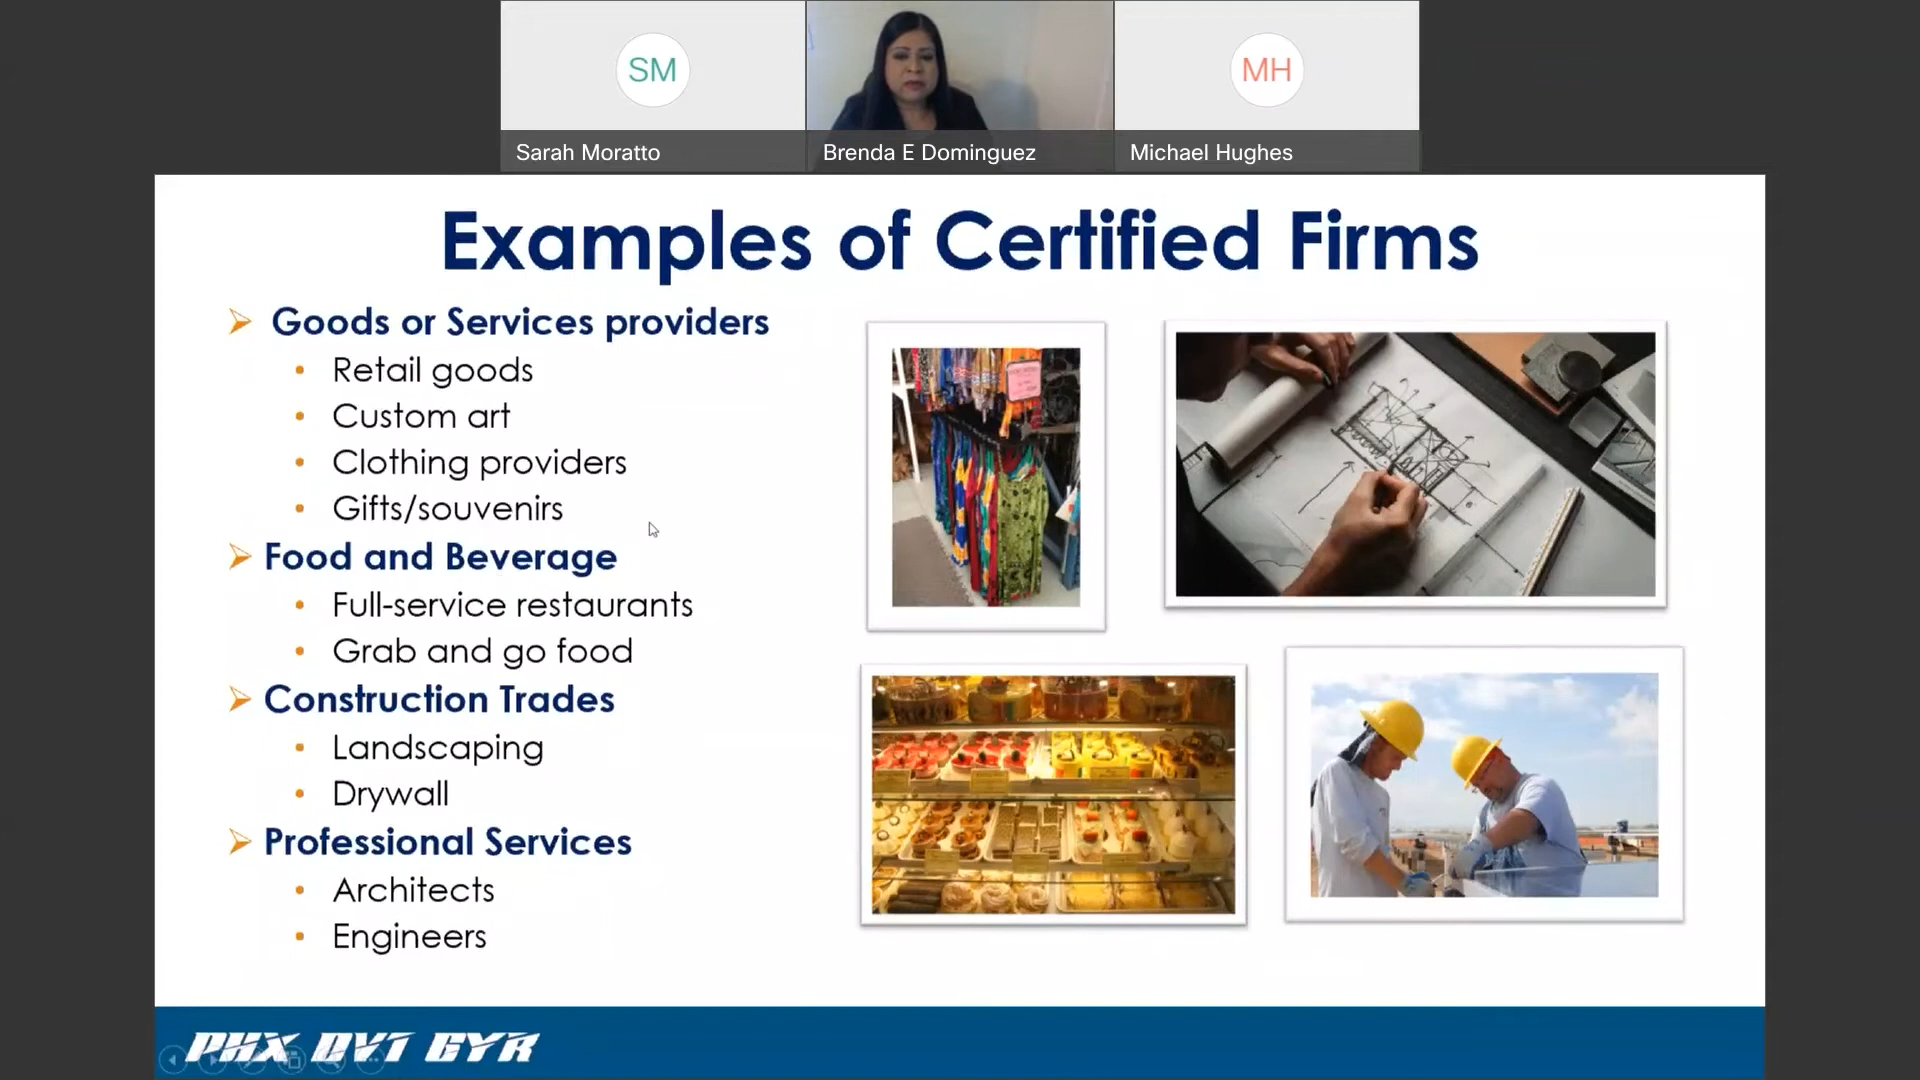 SM
MH
Sarah Moratto
Brenda E Dominguez
Michael Hughes
Examples of Certified Firms
Goods or Services providers
Retail goods
Custom art
Clothing providers
Gifts/souvenirs
Food and Beverage
Full-service restaurants
Grab and go food
Construction Trades
Landscaping
Drywall
Professional Services
Architects
Engineers
PHX DVT GYR